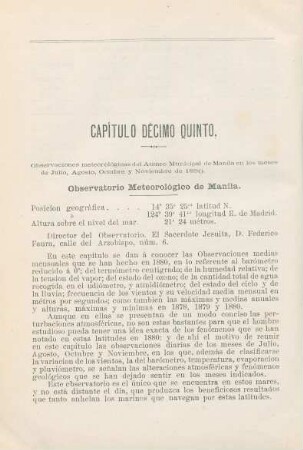 CAPÍTULO DÉCIMO QUINTO.
Observaciones meteorológicas del Ateneo Municipal de Manila en los meses
de Julio, Agosto, Octubre y Noviembre de 1880.
Observatorio Meteorológico de Manila.
Posicion geográfica. . . . 14° 35' 25" latitud N.
» 124° 39' 41" longitud E. de Madrid.
Altura sobre el nivel del mar. 21' 24 metros.
Director del Observatorio. El Sacerdote Jesuita, D. Federico
Faura, calle del Arzobispo, núm. 6.
En este capítulo se dán á conocer las Observaciones medias
mensuales que se han hecho en 1880, en lo referente al barómetro
reducido á 0°; del termómetro centígrado; de la humedad relativa; de
la tension del vapor; del estado del ozono; de la cantidad total de agua
recogida en el udiómetro, y atmidómetro; del estado del ciclo y de
la lluvia; frecuencia de los vientos y su velocidad media mensual en
metros por segundos; como tambien las máximas y medias anuales
y alturas, máximas y mínimas en 1878, 1879 y 1880.
Aunque en ellas se presentan de un modo conciso las per-
turbaciones atmosféricas, no son estas bastantes para que el hombre
estudioso pueda tener una idea exacta de los fenómenos que se han
notado en estas latitudes en 1880: y de ahí el motivo de reunir
en este capítulo las observaciones diarias de los meses de Julio,
Agosto, Octubre y Noviembre, en los que, además de clasificarse
la variacion de los vientos, la del barómetro, temperatura, evaporacion y
pluviómetro, se señalan las alteraciones atmosféricas y fenómenos
geológicos que se han dejado sentir en los meses indicados.
Este observatorio es el único que se encuentra en estos mares,
y no está distante el dia, que produzca los beneficiosos resultados
que tanto anhelan los marinos que navegan por estas latitudes.